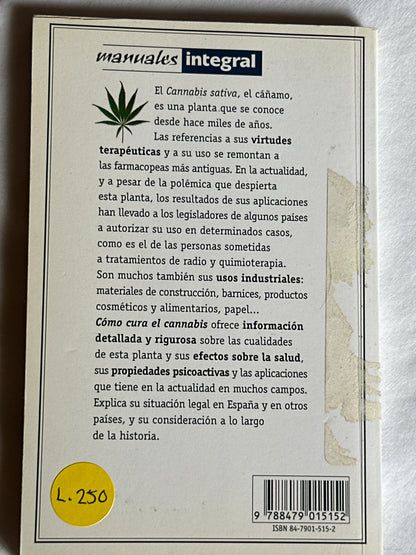 manuales integral
El Cannabis sativa, el cáñamo,
es una planta que se conoce
desde hace miles de años.
Las referencias a sus virtudes
terapéuticas y a su uso se remontan a
las farmacopeas más antiguas. En la actualidad,
y a pesar de la polémica que despierta
esta planta, los resultados de sus aplicaciones
han llevado a los legisladores de algunos países
a autorizar su uso en determinados casos,
como es el de las personas sometidas
a tratamientos de radio y quimioterapia.
Son muchos también sus usos industriales:
materiales de construcción, barnices, productos
cosméticos y alimentarios, papel...
Cómo cura el cannabis ofrece información
detallada y rigurosa sobre las cualidades
de esta planta y sus efectos sobre la salud,
sus propiedades psicoactivas y las aplicaciones
que tiene en la actualidad en muchos campos.
Explica su situación legal en España y en otros
países, y su consideración a lo largo
de la historia.
L. 250
9 788479 015152
ISBN 84-7901-515-2